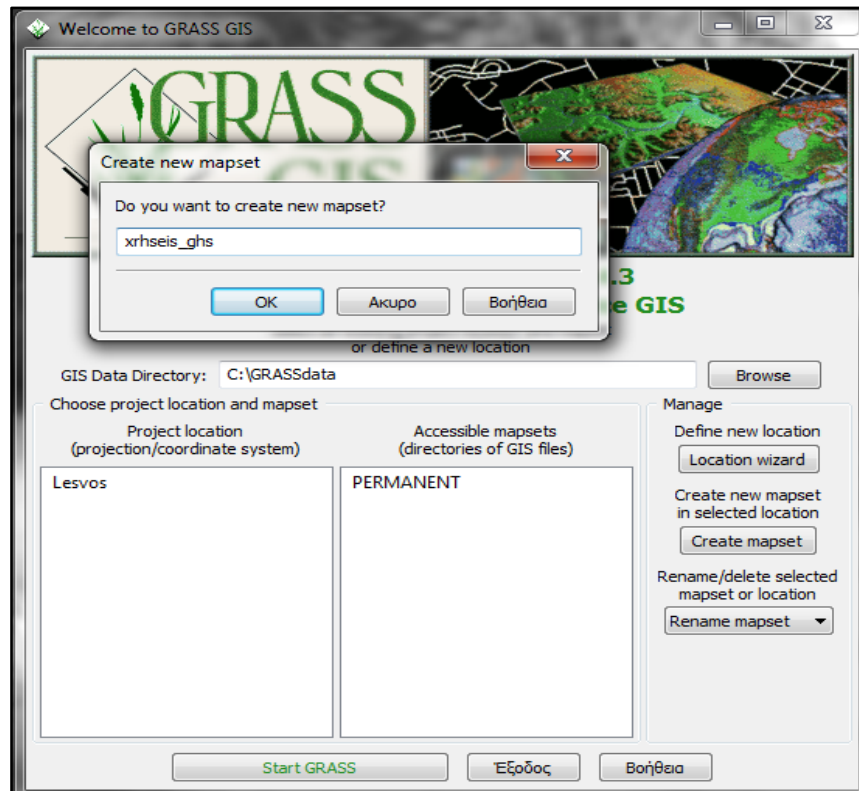 Welcome to GRASS GIS
GRASS
GIS
Create new mapset
Do you want to create new mapset?
xrhseis_ghs
OK
Ακυρο
Βοήθεια
.3
GIS
or define a new location
GIS Data Directory:
C:\GRASSdata
Browse
Choose project location and mapset
Project location
(projection/coordinate system)
Accessible mapsets
(directories of GIS files)
Lesvos
PERMANENT
Manage
Define new location
Location wizard
Create new mapset
in selected location
Create mapset
Rename/delete selected
mapset or location
Rename mapset
Start GRASS
Έξοδος
Βοήθεια